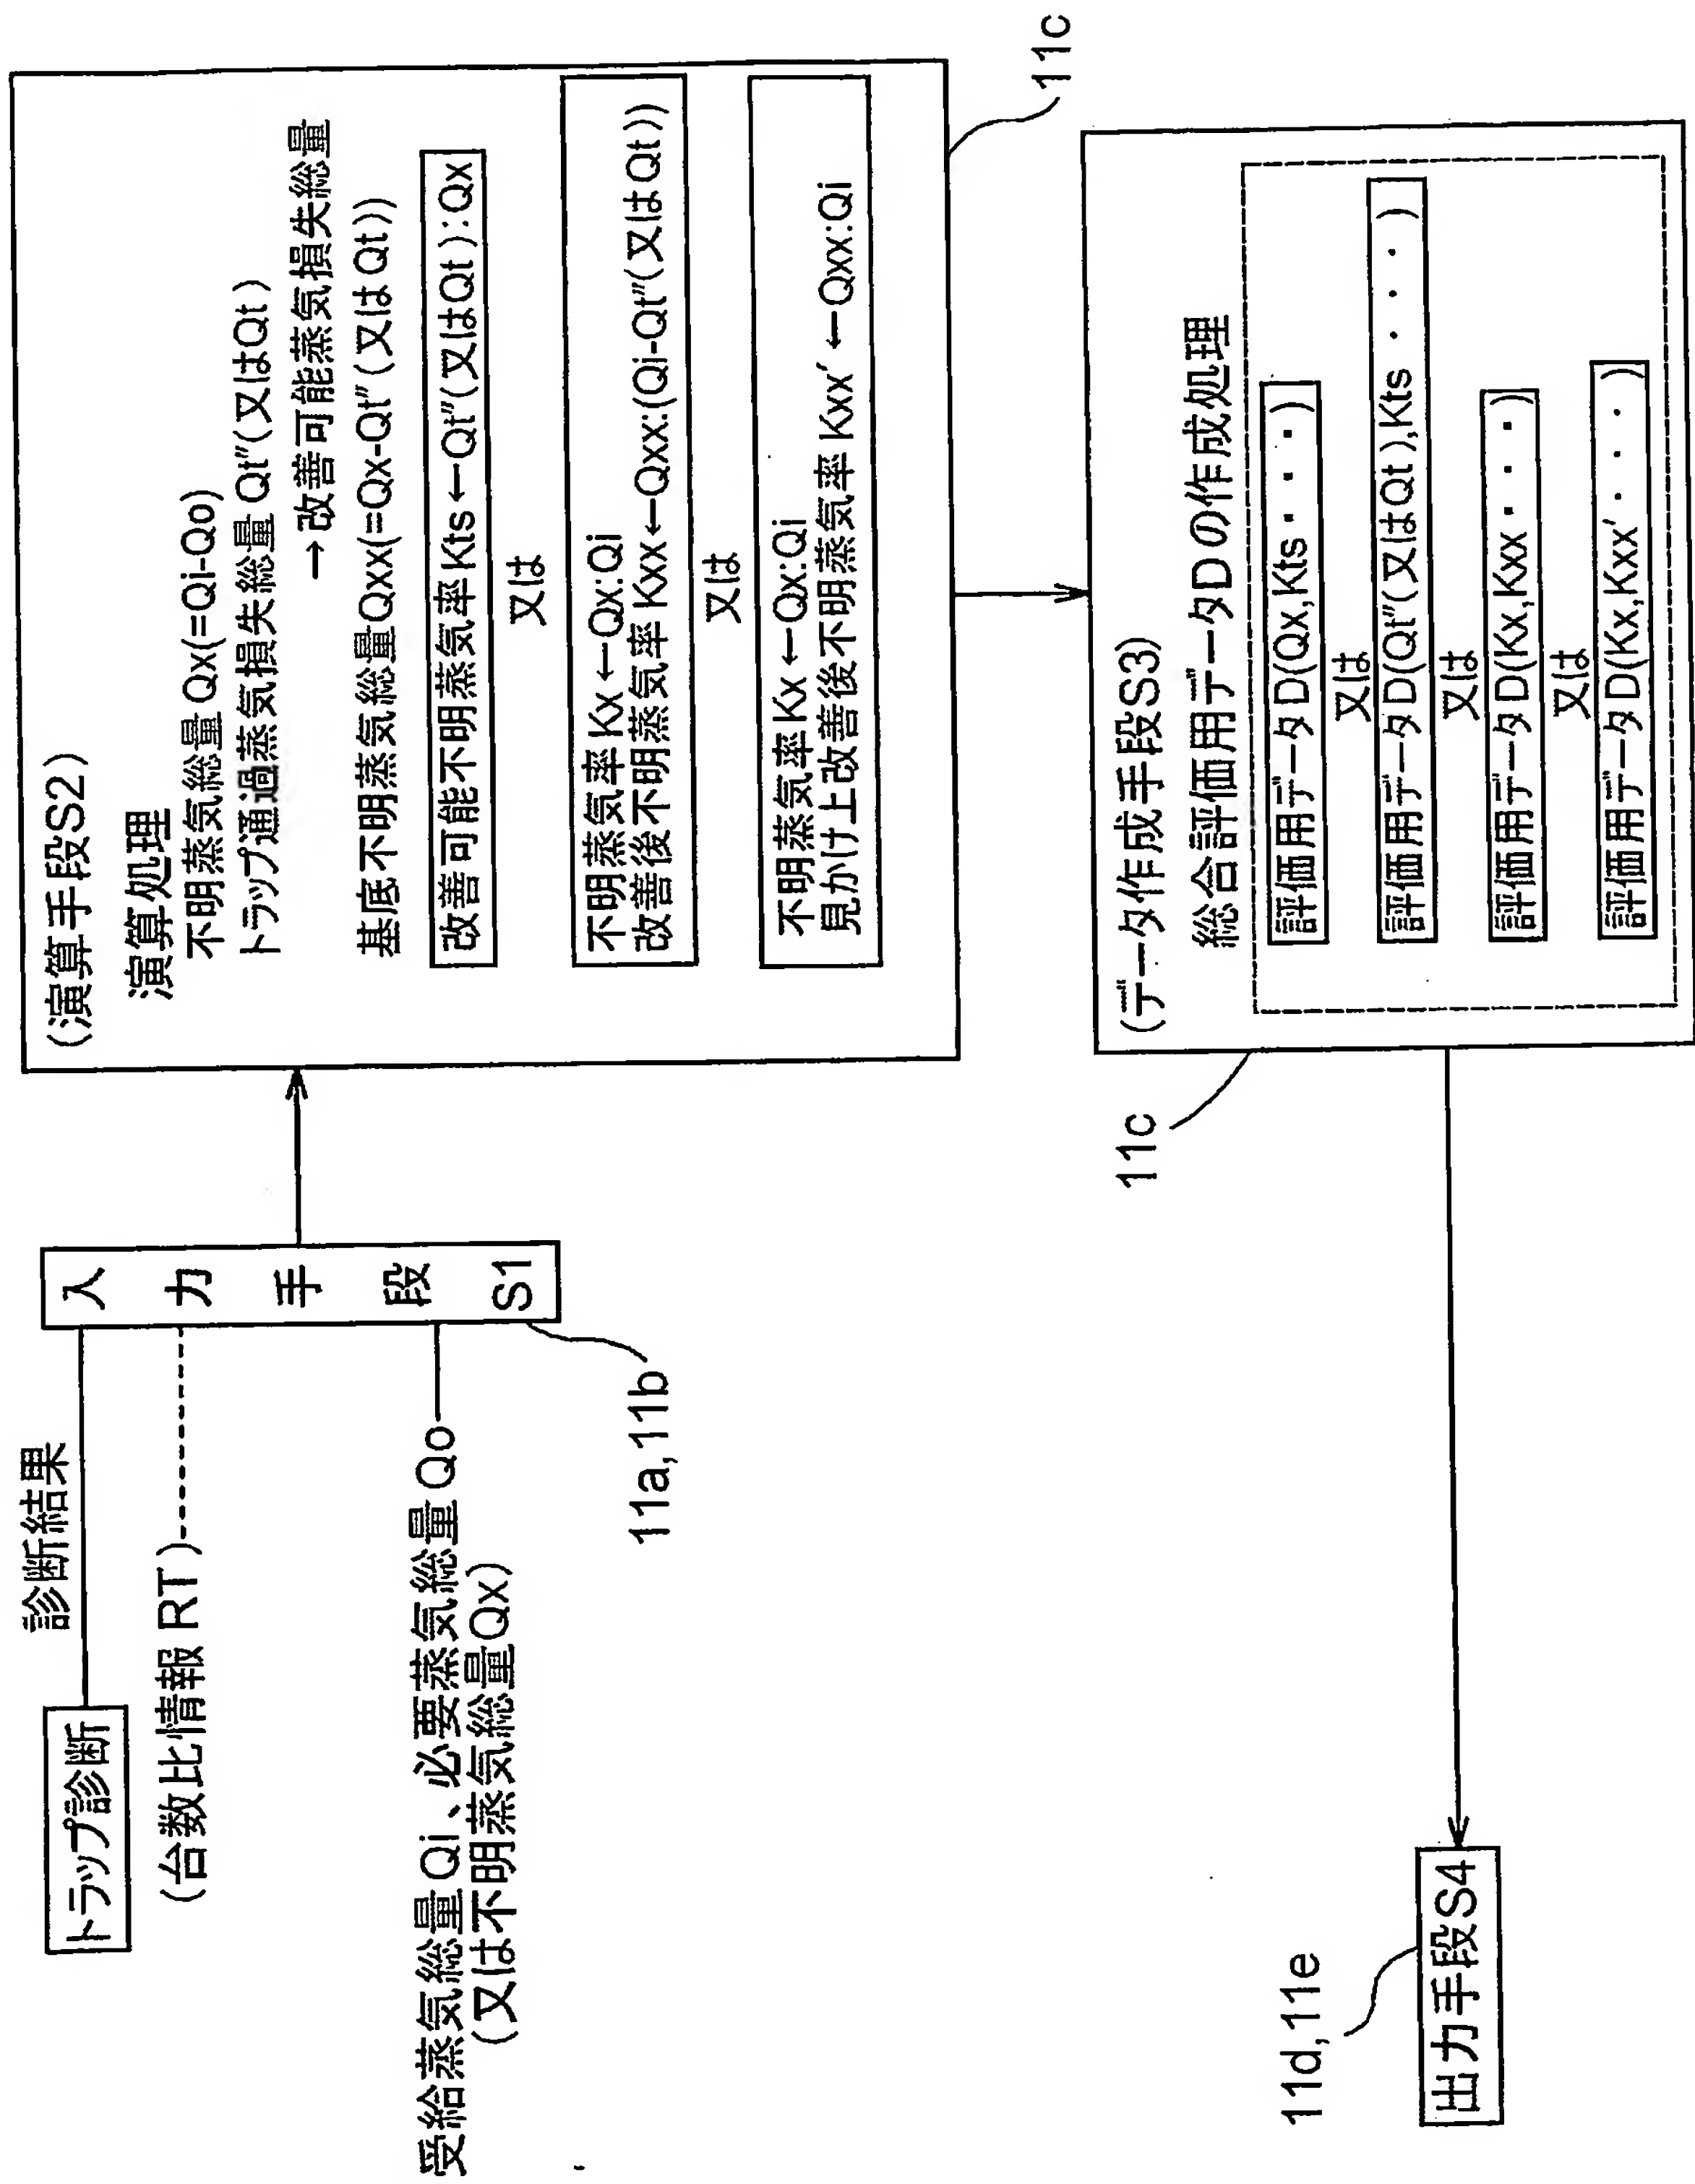 トラップ診断
診断結果
(台数比情報RT)
受給蒸気総量Qi、必要蒸気総量Qo
(又は不明蒸気総量Qx)
入力手段S1
11a,11b
(演算手段S2)
演算処理
不明蒸気総量Qx(=Qi-Qo)
トラップ通過蒸気損失総量Qt″(又はQt)
→改善可能蒸気損失総量
基底不明蒸気総量Qxx(=Qx-Qt″(又はQt))
改善可能不明蒸気率Kts←Qt″(又はQt):Qx
又は
不明蒸気率Kx←Qx:Qi
改善後不明蒸気率Kxx←Qxx:(Qi-Qt″(又はQt))
又は
不明蒸気率Kx←Qx:Qi
見かけ上改善後不明蒸気率Kxx′←Qxx:Qi
11c
(データ作成手段S3)
総合評価用データDの作成処理
評価用データD(Qx,Kts・・・)
又は
評価用データD(Qt″(又はQt),Kts・・・)
又は
評価用データD(Kx,Kxx・・・)
又は
評価用データD(Kx,Kxx′・・・)
11c
出力手段S4
11d,11e